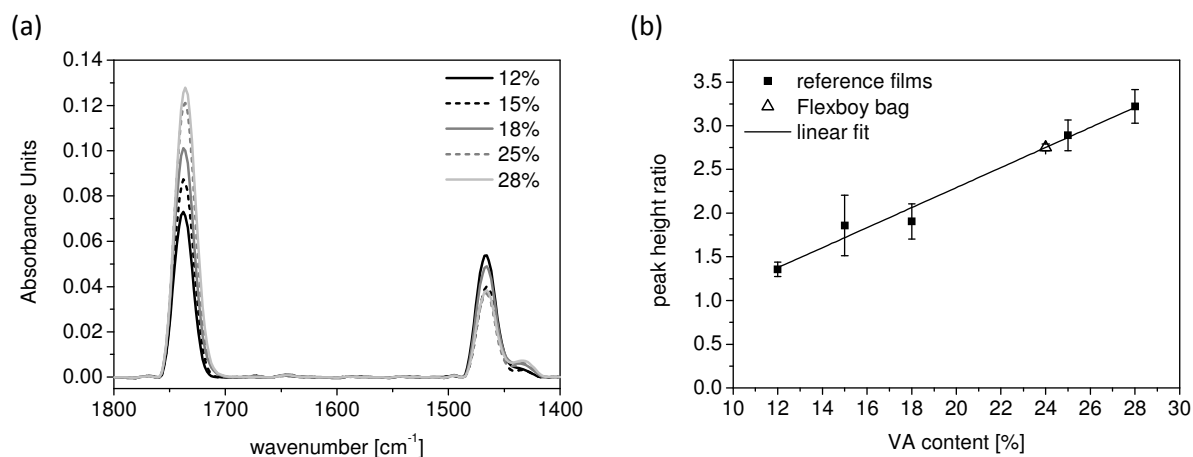 (a)
0.14
0.12
0.10
0.08
0.06
0.04
0.02
0.00
Absorbance Units
1800
1700
1600
1500
1400
wavenumber [cm⁻¹]
12%
15%
18%
25%
28%
(b)
3.5
3.0
2.5
2.0
1.5
1.0
0.5
0.0
peak height ratio
10 12 14 16 18 20 22 24 26 28 30
VA content [%]
reference films
Flexboy bag
linear fit